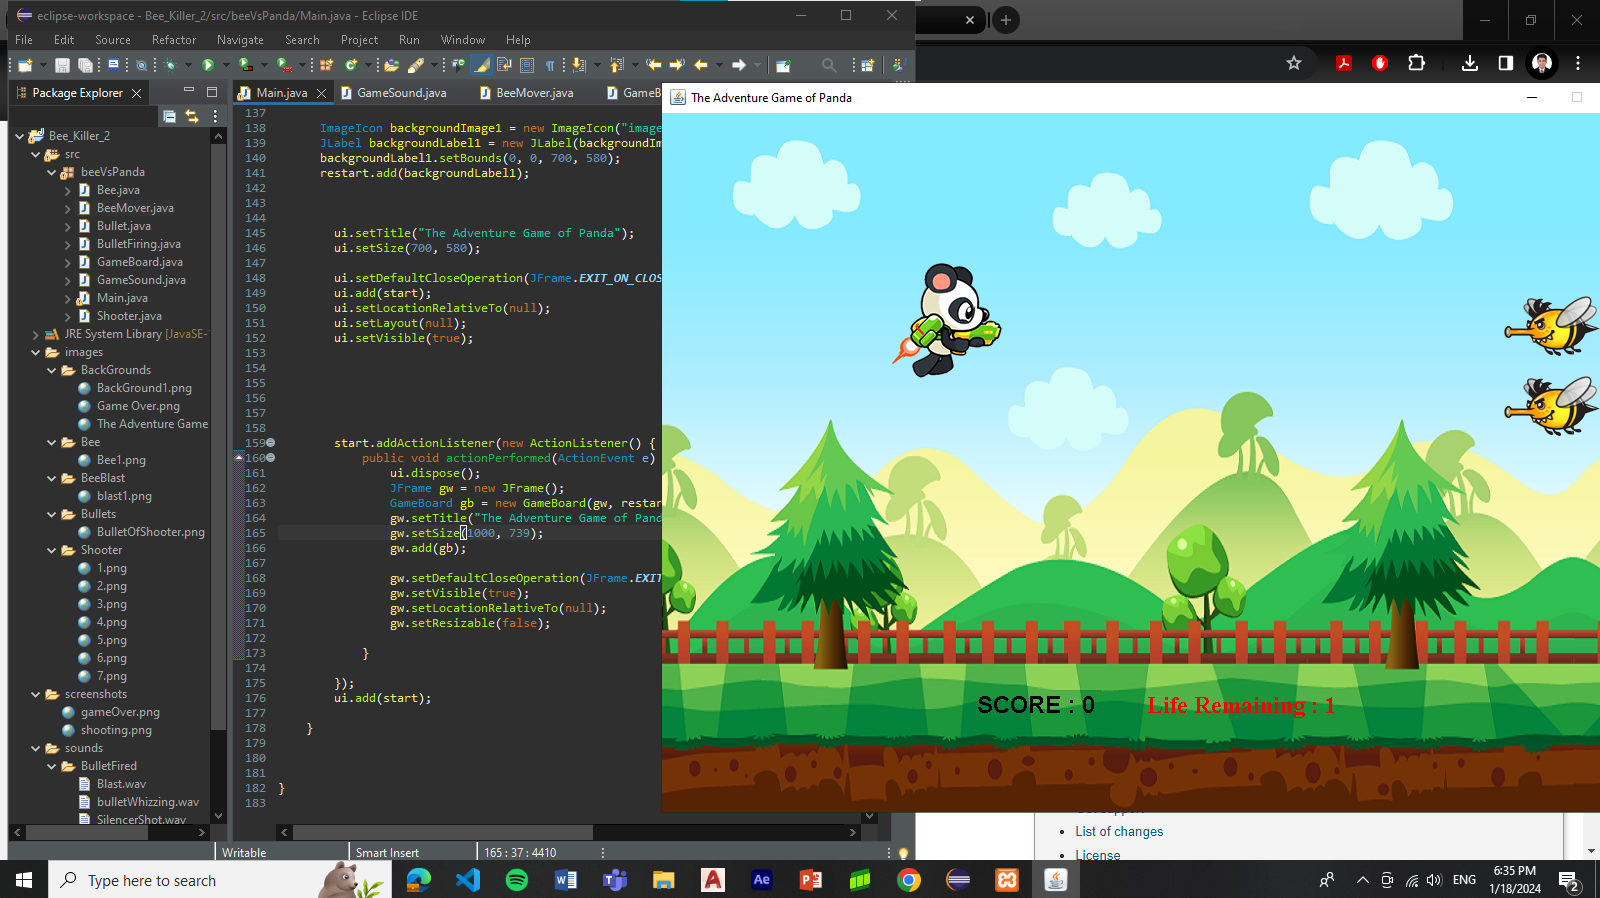 eclipse-workspace - Bee_Killer_2/src/beeVsPanda/Main.java - Eclipse IDE
File Edit Source Refactor Navigate Search Project Run Window Help
Package Explorer
Main.java GameSound.java BeeMover.java GameB
Bee_Killer_2
src
beeVsPanda
Bee.java
BeeMover.java
Bullet.java
BulletFiring.java
GameBoard.java
GameSound.java
Main.java
Shooter.java
JRE System Library [JavaSE-
images
BackGrounds
BackGround1.png
Game Over.png
The Adventure Game
Bee
Bee1.png
BeeBlast
blast1.png
Bullets
BulletOfShooter.png
Shooter
1.png
2.png
3.png
4.png
5.png
6.png
7.png
screenshots
gameOver.png
shooting.png
sounds
BulletFired
Blast.wav
bulletWhizzing.wav
SilencerShot.wav
137
138 ImageIcon backgroundImage1 = new ImageIcon("image
139 JLabel backgroundLabel1 = new JLabel(backgroundIm
140 backgroundLabel1.setBounds(0, 0, 700, 580);
141 restart.add(backgroundLabel1);
142
143
144
145 ui.setTitle("The Adventure Game of Panda");
146 ui.setSize(700, 580);
147
148 ui.setDefaultCloseOperation(JFrame.EXIT_ON_CLOS
149 ui.add(start);
150 ui.setLocationRelativeTo(null);
151 ui.setLayout(null);
152 ui.setVisible(true);
153
154
155
156
157
158
159 start.addActionListener(new ActionListener() {
160 public void actionPerformed(ActionEvent e)
161 ui.dispose();
162 JFrame gw = new JFrame();
163 GameBoard gb = new GameBoard(gw, restar
164 gw.setTitle("The Adventure Game of Pand
165 gw.setSize(1000, 739);
166 gw.add(gb);
167
168 gw.setDefaultCloseOperation(JFrame.EXIT
169 gw.setVisible(true);
170 gw.setLocationRelativeTo(null);
171 gw.setResizable(false);
172
173 }
174
175 });
176 ui.add(start);
177
178 }
179
180
181
182 }
183
Writable Smart Insert 165 : 37 : 4410
The Adventure Game of Panda
SCORE : 0 Life Remaining : 1
List of changes
License
Type here to search
ENG
6:35 PM
1/18/2024
2